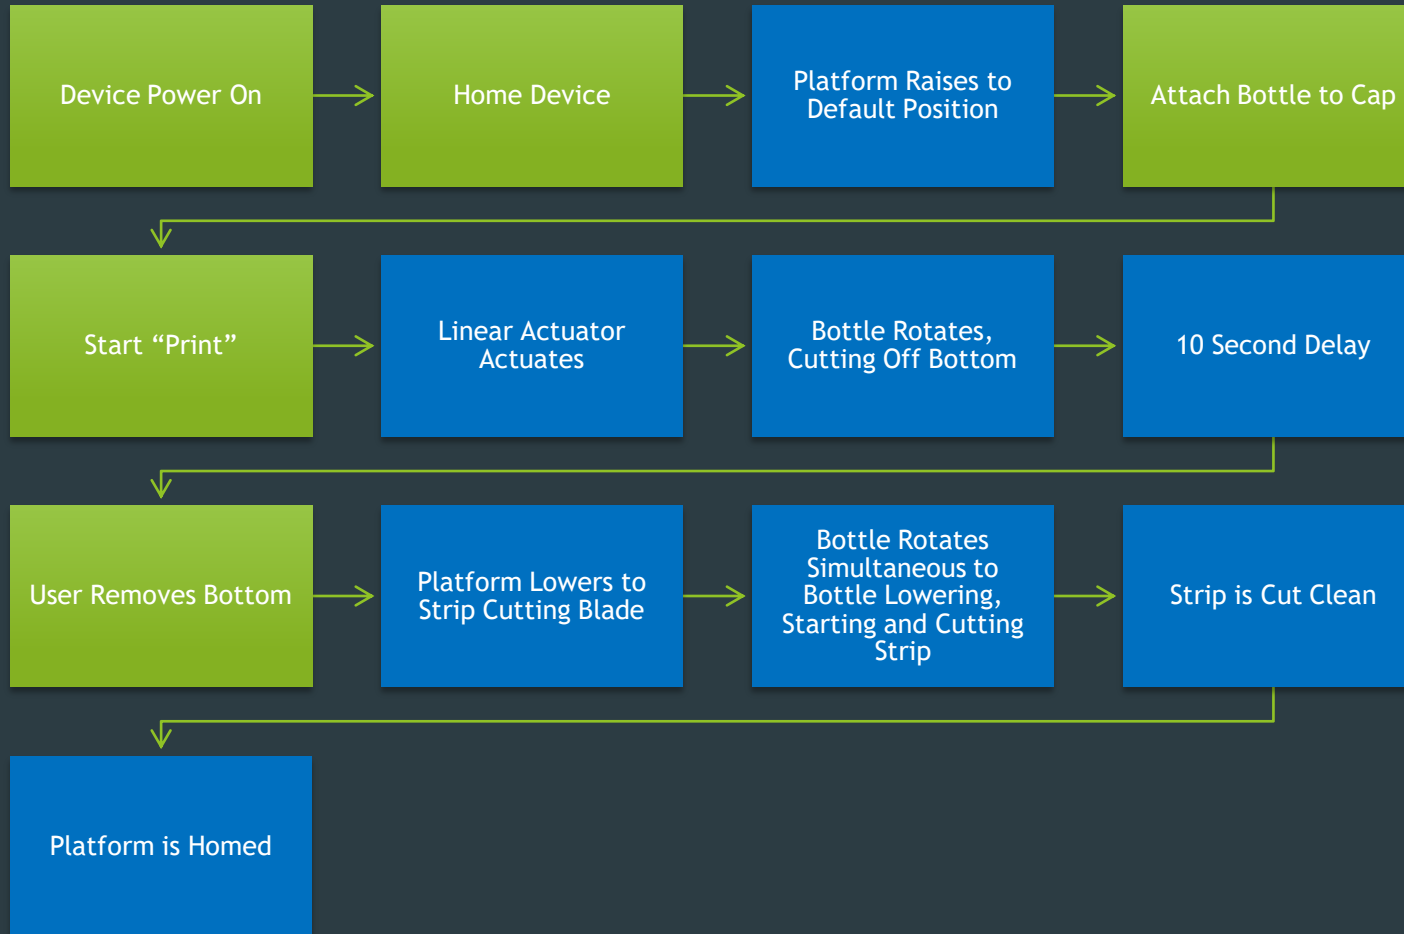 Device Power On
Home Device
Platform Raises to
Default Position
Attach Bottle to Cap
Start “Print”
Linear Actuator
Actuates
Bottle Rotates,
Cutting Off Bottom
10 Second Delay
User Removes Bottom
Platform Lowers to
Strip Cutting Blade
Bottle Rotates
Simultaneous to
Bottle Lowering,
Starting and Cutting
Strip
Strip is Cut Clean
Platform is Homed